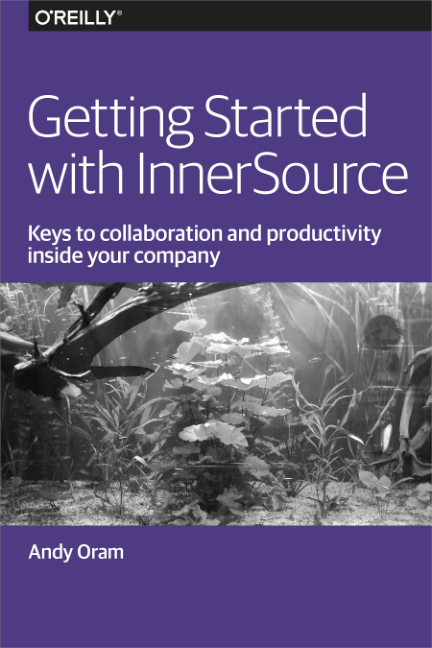 O'REILLY®
Getting Started
with InnerSource
Keys to collaboration and productivity
inside your company
Andy Oram